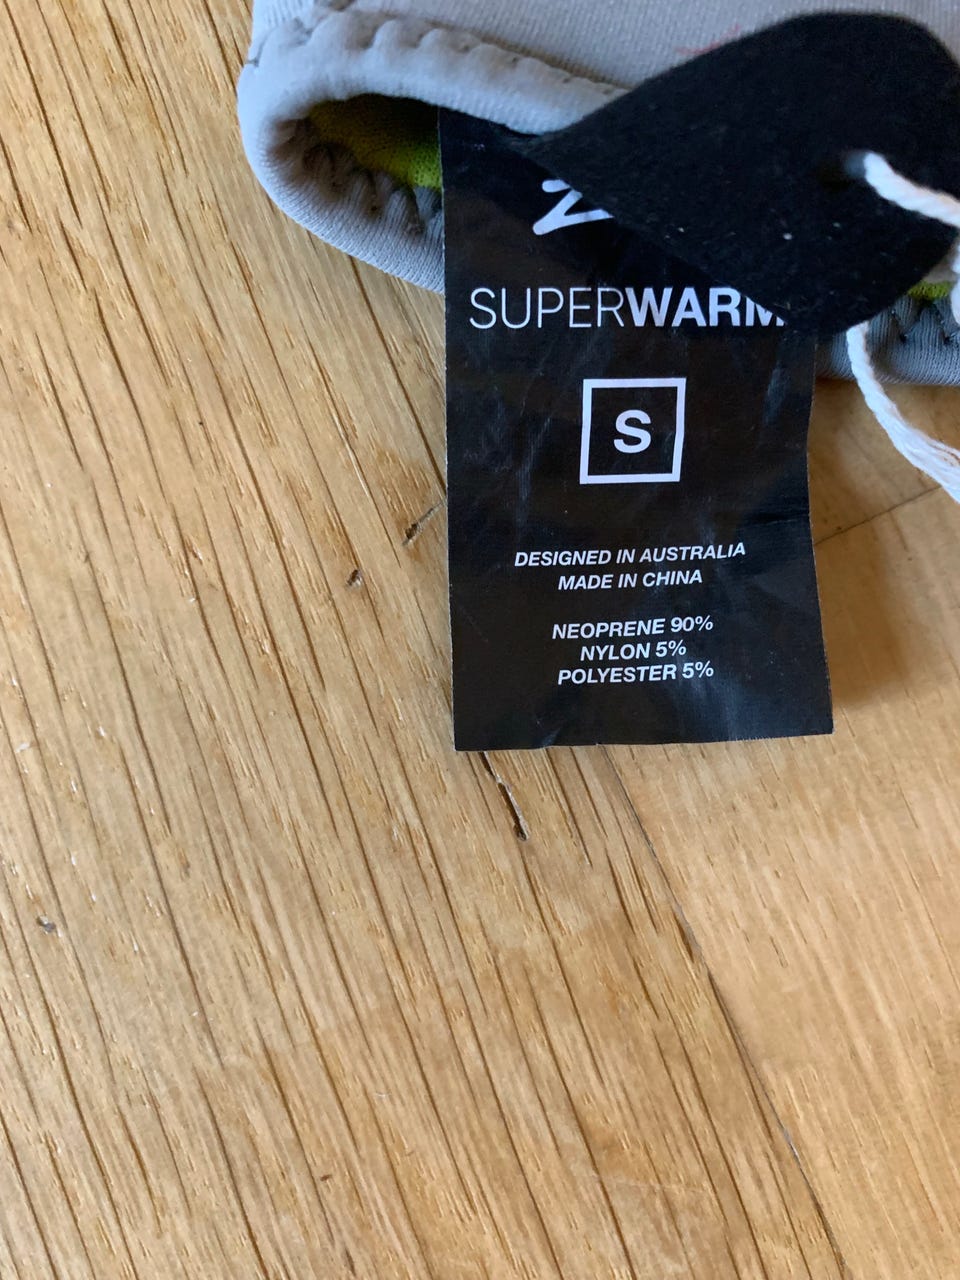 SUPERWARM
S
DESIGNED IN AUSTRALIA
MADE IN CHINA
NEOPRENE 90%
NYLON 5%
POLYESTER 5%